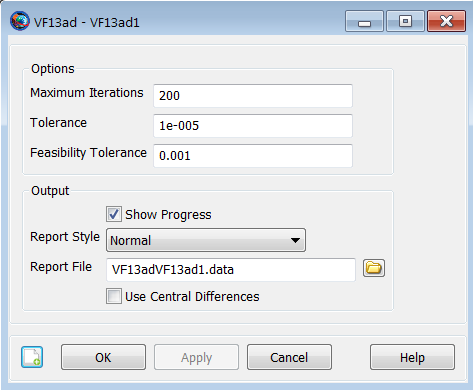 VF13ad - VF13ad1
Options
Maximum Iterations 200
Tolerance 1e-005
Feasibility Tolerance 0.001
Output
Show Progress
Report Style Normal
Report File VF13adVF13ad1.data
Use Central Differences
OK Apply Cancel Help